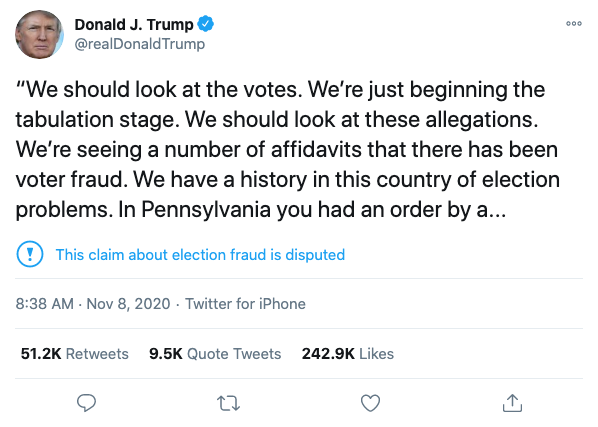 Donald J. Trump
@realDonaldTrump
“We should look at the votes. We’re just beginning the
tabulation stage. We should look at these allegations.
We’re seeing a number of affidavits that there has been
voter fraud. We have a history in this country of election
problems. In Pennsylvania you had an order by a...
This claim about election fraud is disputed
8:38 AM · Nov 8, 2020 · Twitter for iPhone
51.2K Retweets 9.5K Quote Tweets 242.9K Likes